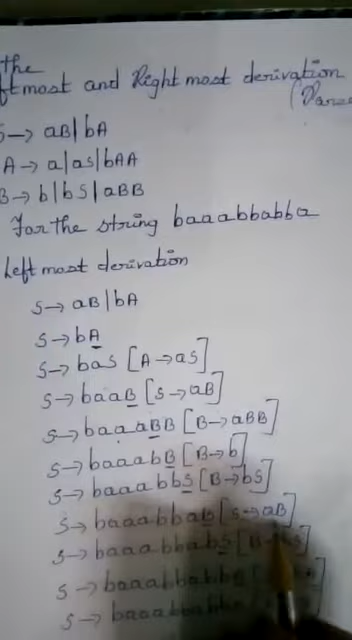 the
ftmost and Right most derivation
(Parse
S → aB|bA
A → a|aS|bAA
B → b|bS|aBB
For the string baaabbabba
Left most derivation
S → aB|bA
S → bA
S → baS [A → aS]
S → baaB [S → aB]
S → baaaBB [B → aBB]
S → baaabB [B → b]
S → baaabbS [B → bS]
S → baaabbaB [S → aB]
S → baaabbabS
S →
S →